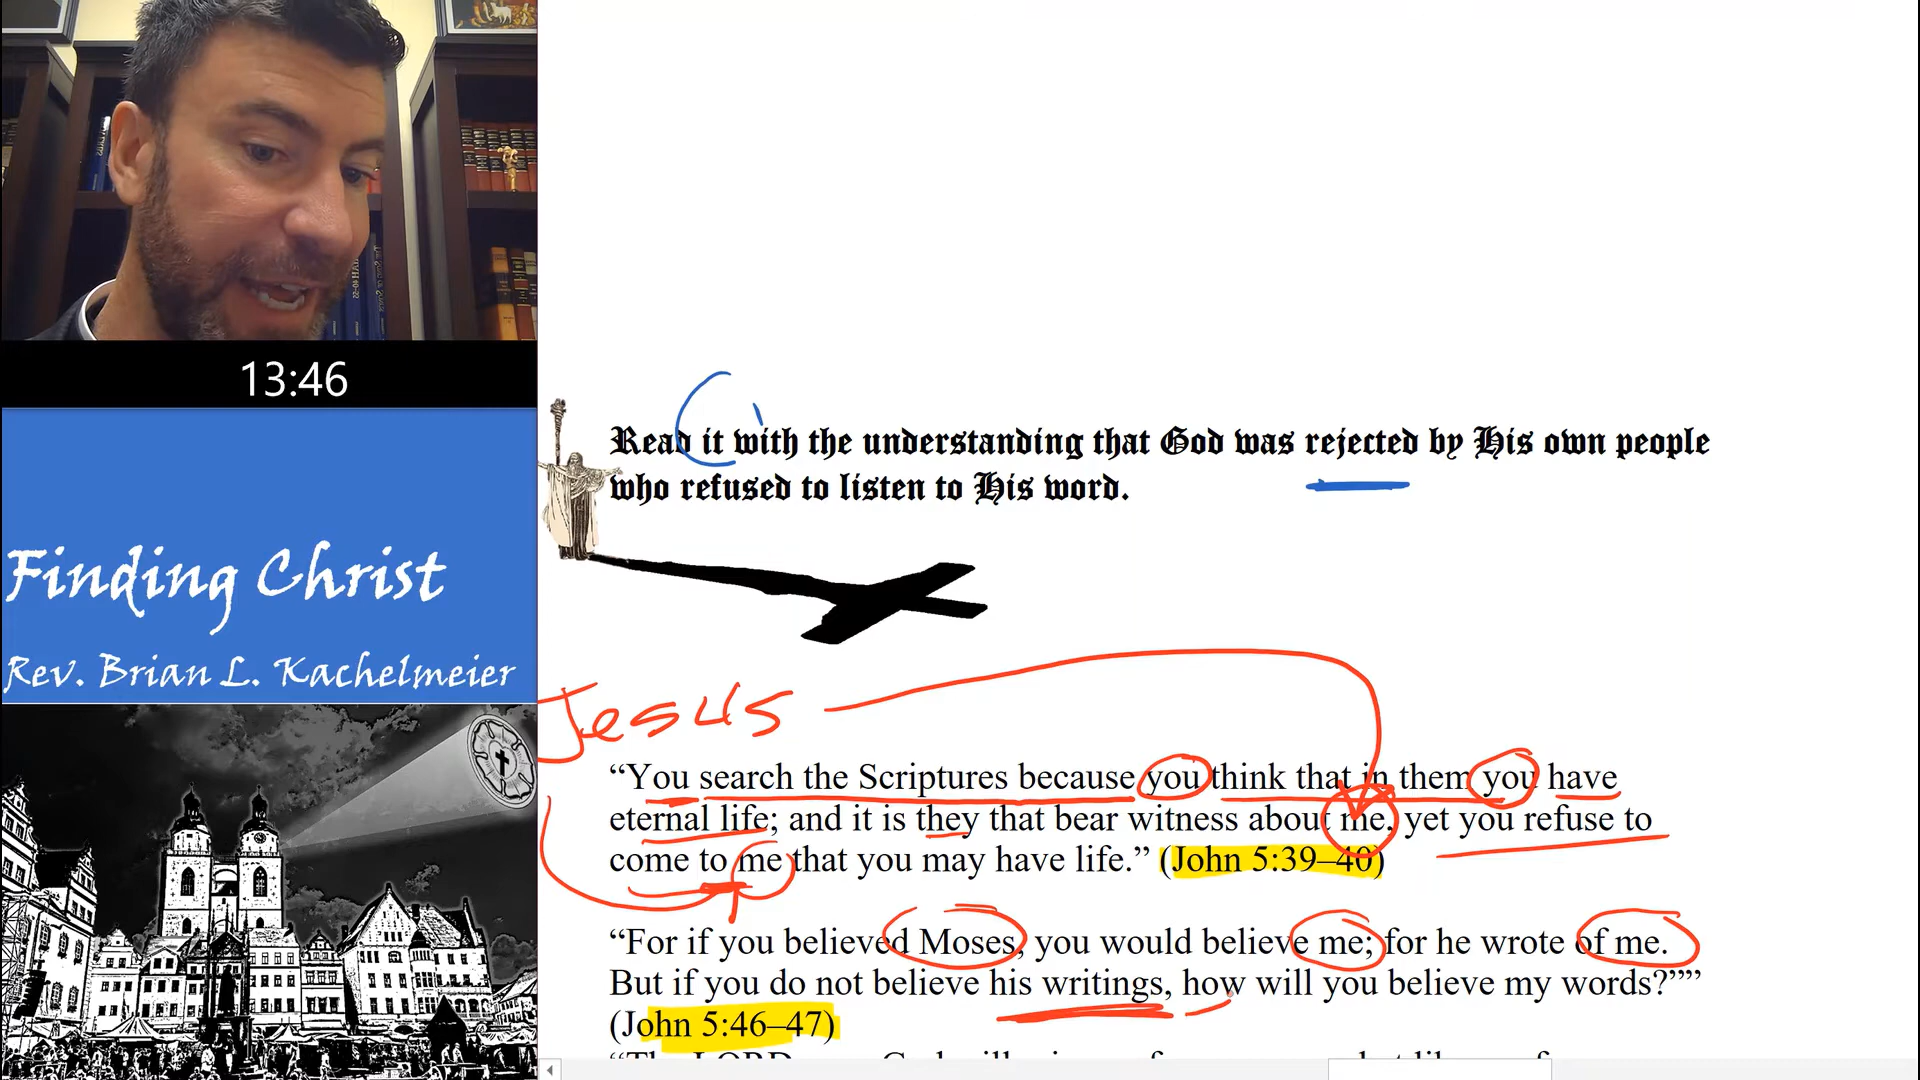 13:46
Finding Christ
Rev. Brian L. Kachelmeier
Read it with the understanding that God was rejected by His own people
who refused to listen to His word.
Jesus
“You search the Scriptures because you think that in them you have
eternal life; and it is they that bear witness about me, yet you refuse to
come to me that you may have life.” (John 5:39–40)
“For if you believed Moses, you would believe me; for he wrote of me.
But if you do not believe his writings, how will you believe my words?””
(John 5:46–47)